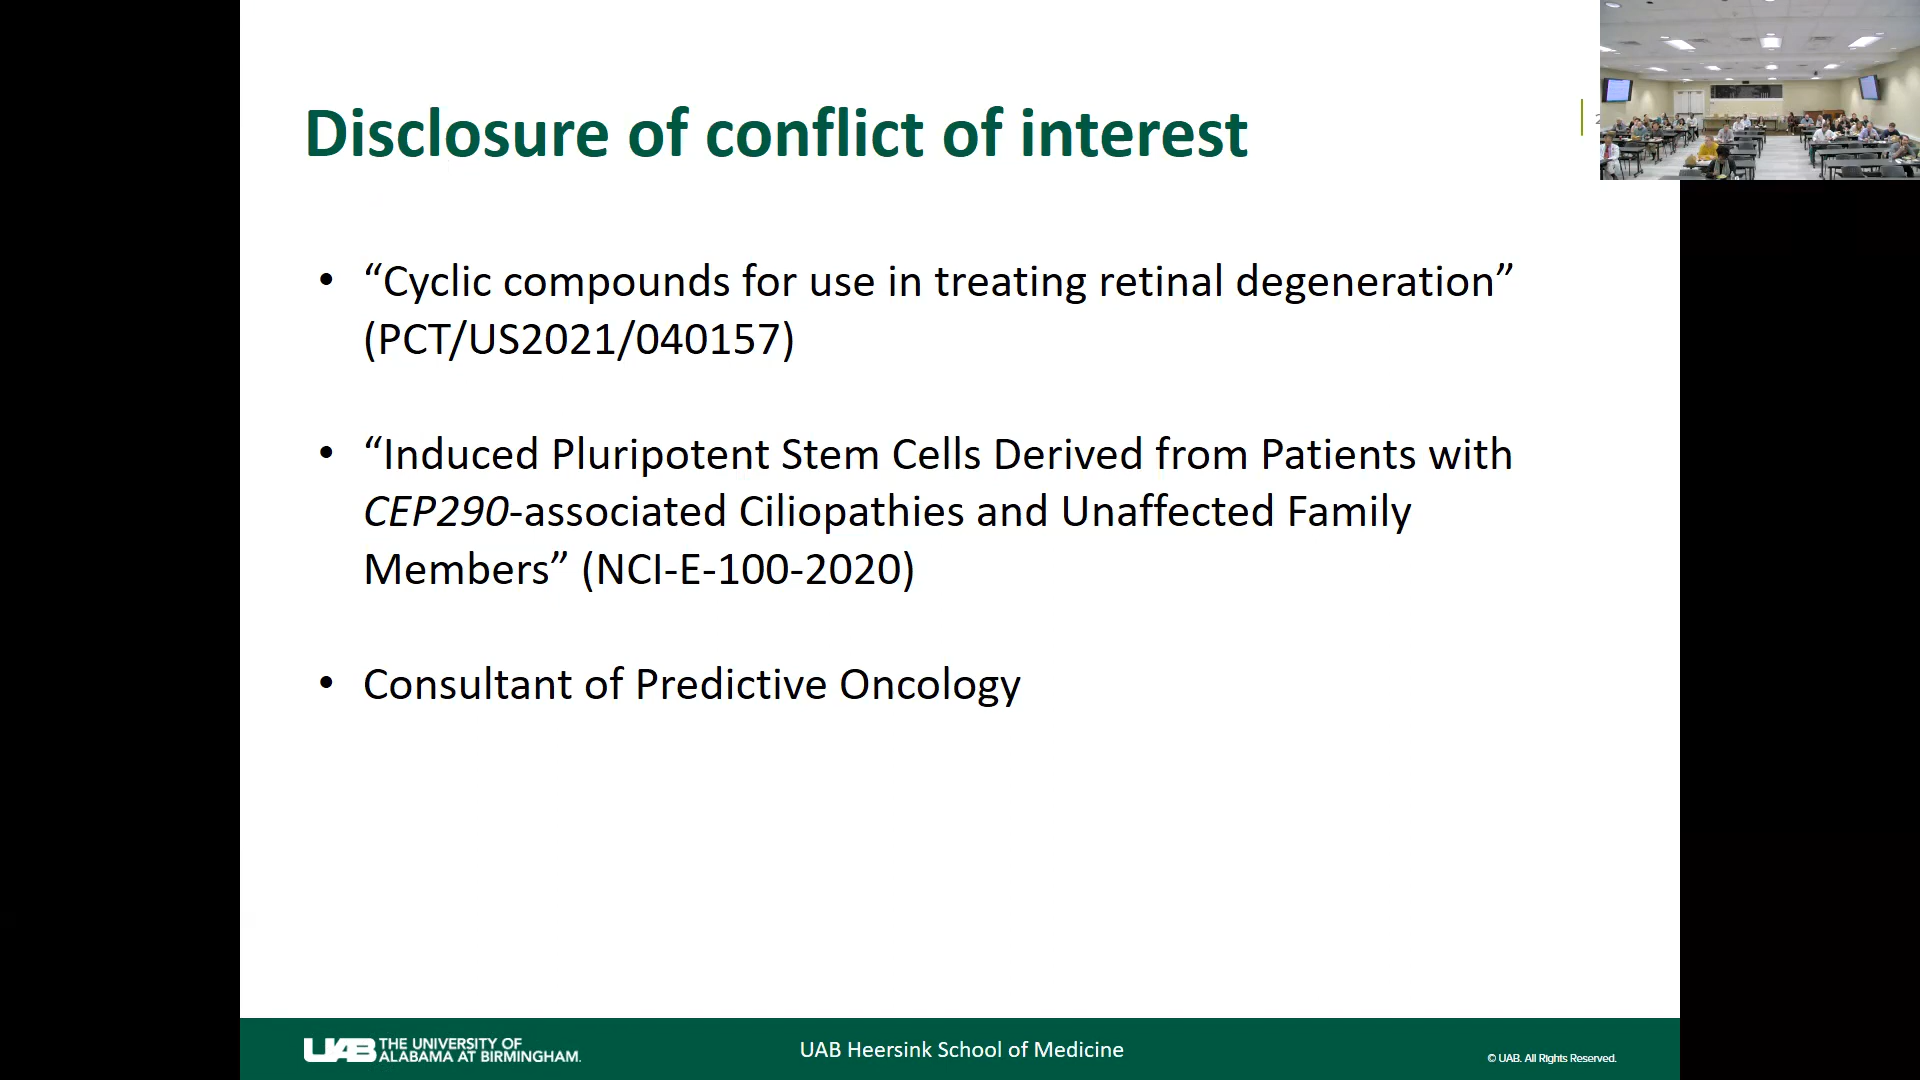 Disclosure of conflict of interest
• “Cyclic compounds for use in treating retinal degeneration”
(PCT/US2021/040157)
• “Induced Pluripotent Stem Cells Derived from Patients with
CEP290-associated Ciliopathies and Unaffected Family
Members” (NCI-E-100-2020)
• Consultant of Predictive Oncology
UAB THE UNIVERSITY OF
ALABAMA AT BIRMINGHAM.
UAB Heersink School of Medicine
© UAB. All Rights Reserved.